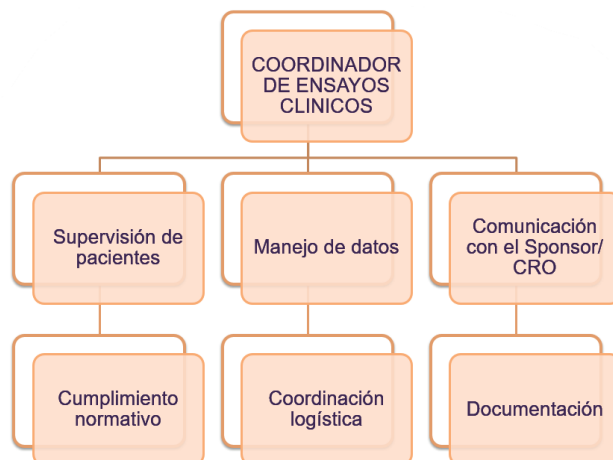 COORDINADOR
DE ENSAYOS
CLINICOS
Supervisión de
pacientes
Manejo de datos
Comunicación
con el Sponsor/
CRO
Cumplimiento
normativo
Coordinación
logística
Documentación